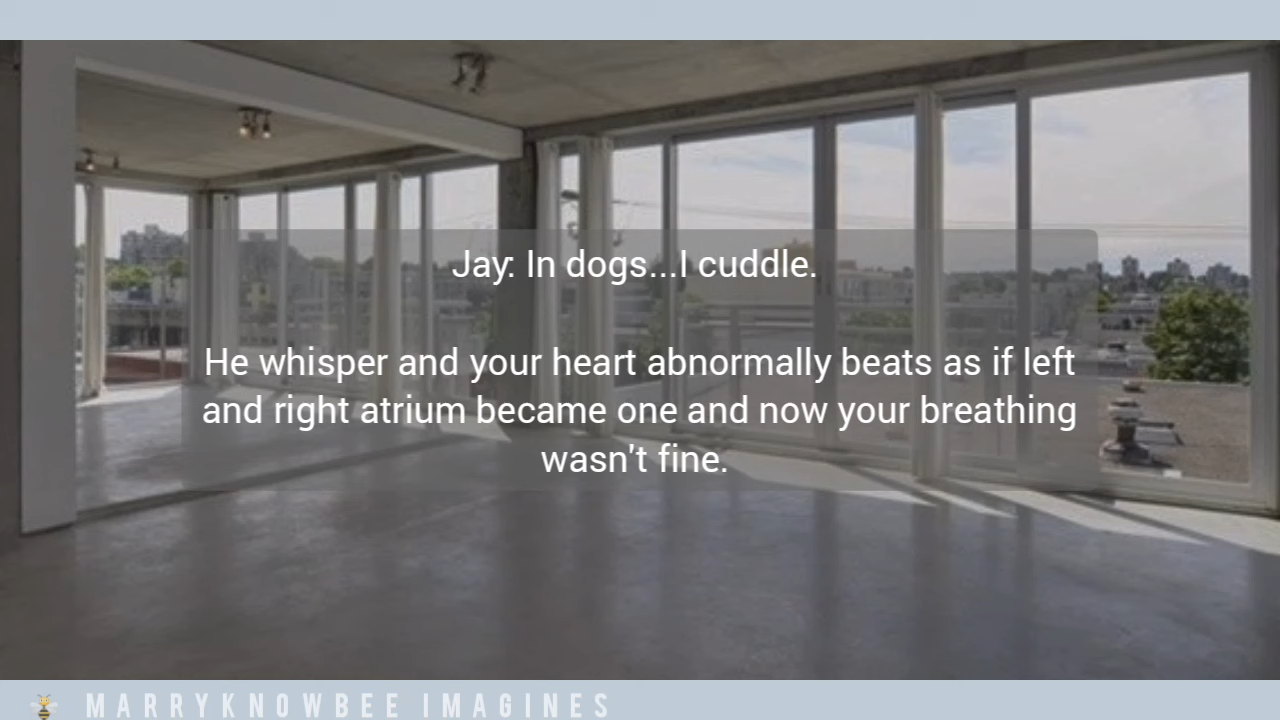 Jay: In dogs...I cuddle.
He whisper and your heart abnormally beats as if left
and right atrium became one and now your breathing
wasn't fine.
MARRYKNOWBEE IMAGINES